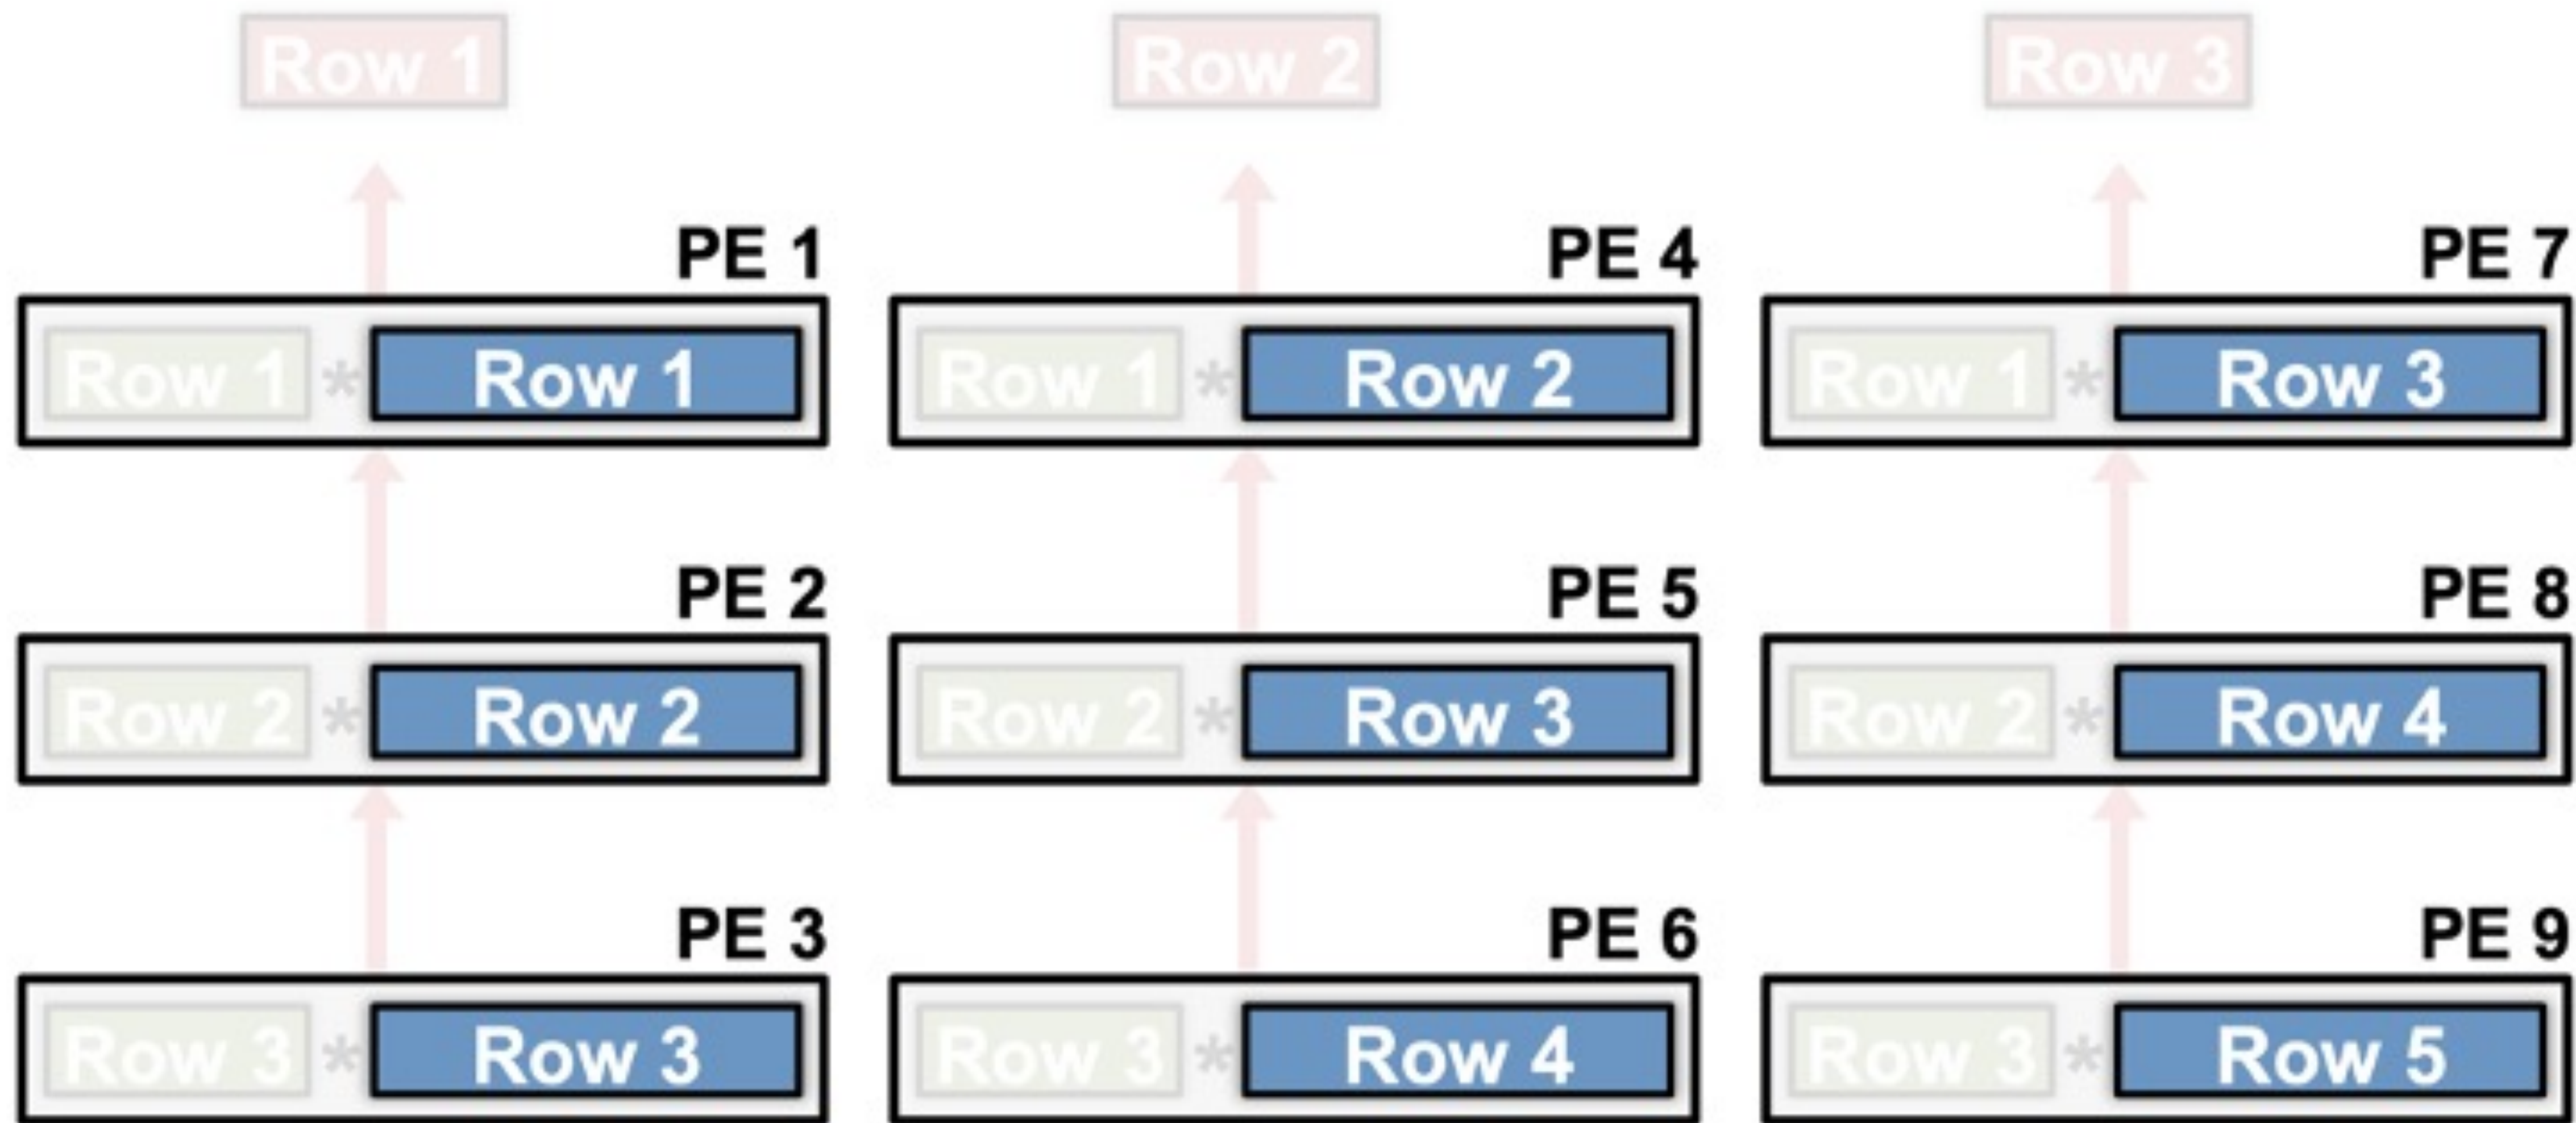 Row 1 Row 2 Row 3
PE 1 PE 4 PE 7
Row 1 * Row 1 Row 1 * Row 2 Row 1 * Row 3
PE 2 PE 5 PE 8
Row 2 * Row 2 Row 2 * Row 3 Row 2 * Row 4
PE 3 PE 6 PE 9
Row 3 * Row 3 Row 3 * Row 4 Row 3 * Row 5